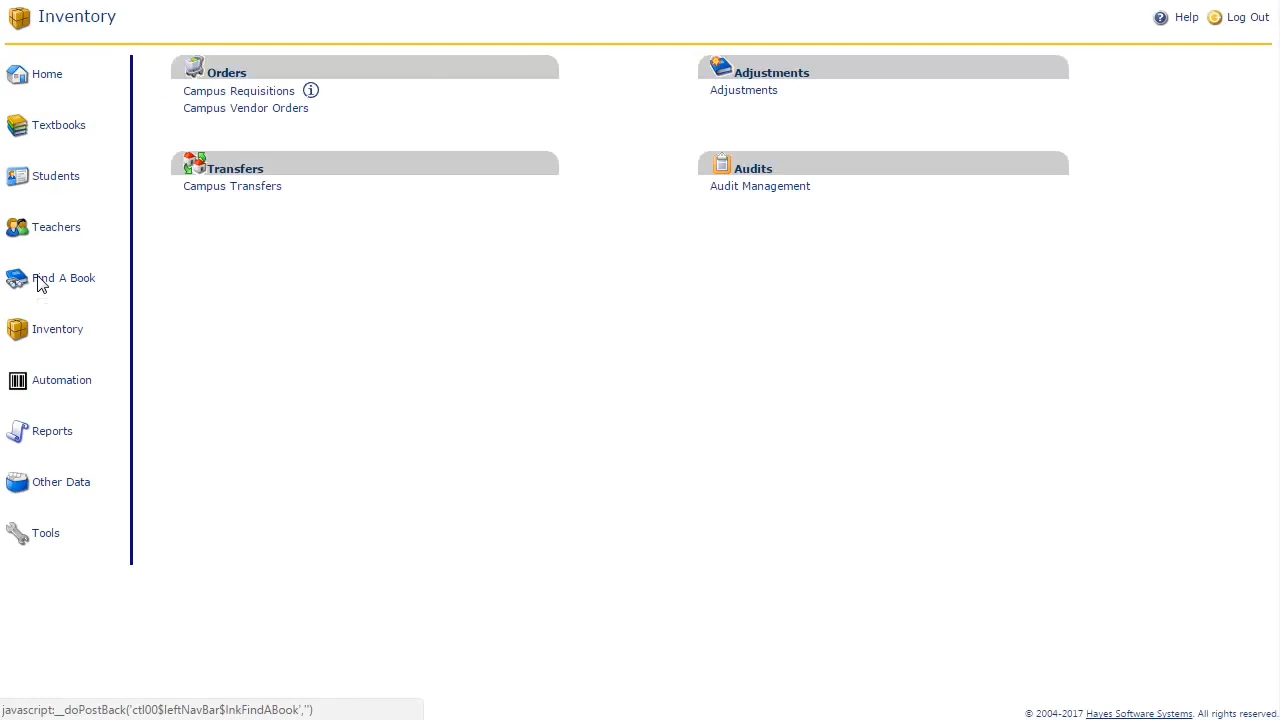 Inventory
Help
Log Out
Home
Textbooks
Students
Teachers
Find A Book
Inventory
Automation
Reports
Other Data
Tools
Orders
Campus Requisitions
Campus Vendor Orders
Adjustments
Adjustments
Transfers
Campus Transfers
Audits
Audit Management
javascript:__doPostBack('ctl00$leftNavBar$lnkFindABook','')
© 2004-2017 Hayes Software Systems. All rights reserved.